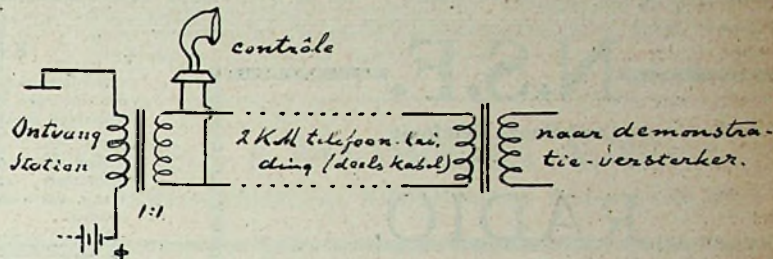 contrôle
Ontvang
Station
2 KM telefoon-lei,
ding (deels kabel)
naar demonstra-
tie-versterker.
1:1
+